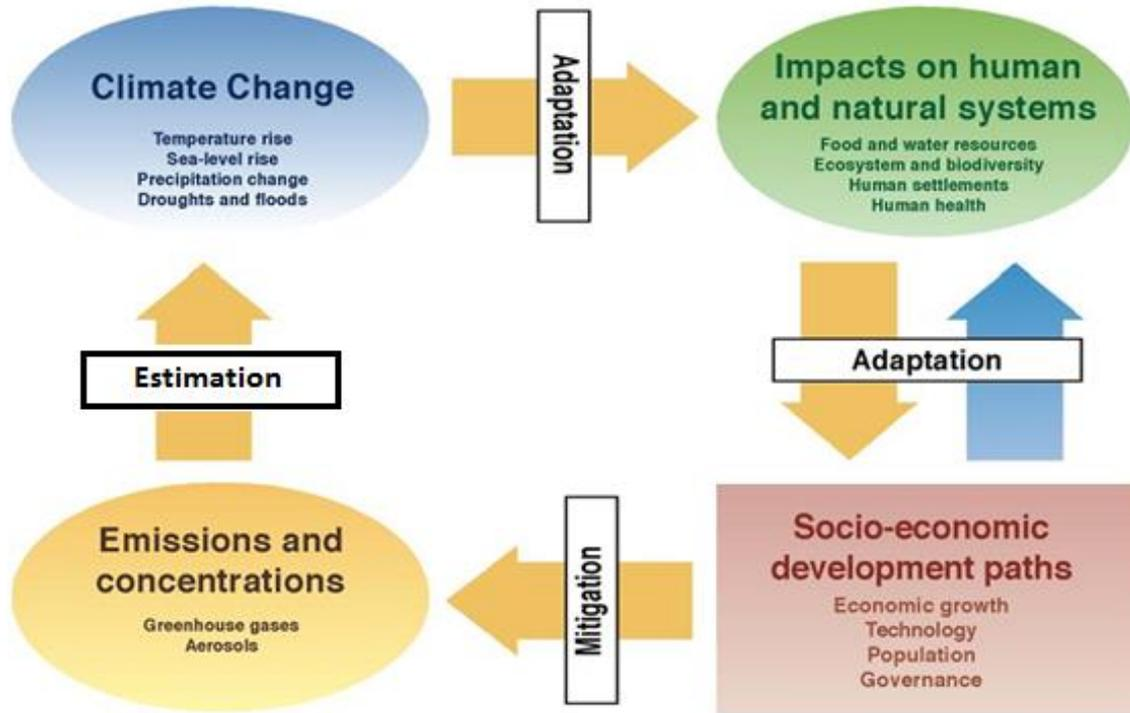 Climate Change
Temperature rise
Sea-level rise
Precipitation change
Droughts and floods
Adaptation
Impacts on human
and natural systems
Food and water resources
Ecosystem and biodiversity
Human settlements
Human health
Estimation
Adaptation
Emissions and
concentrations
Greenhouse gases
Aerosols
Mitigation
Socio-economic
development paths
Economic growth
Technology
Population
Governance